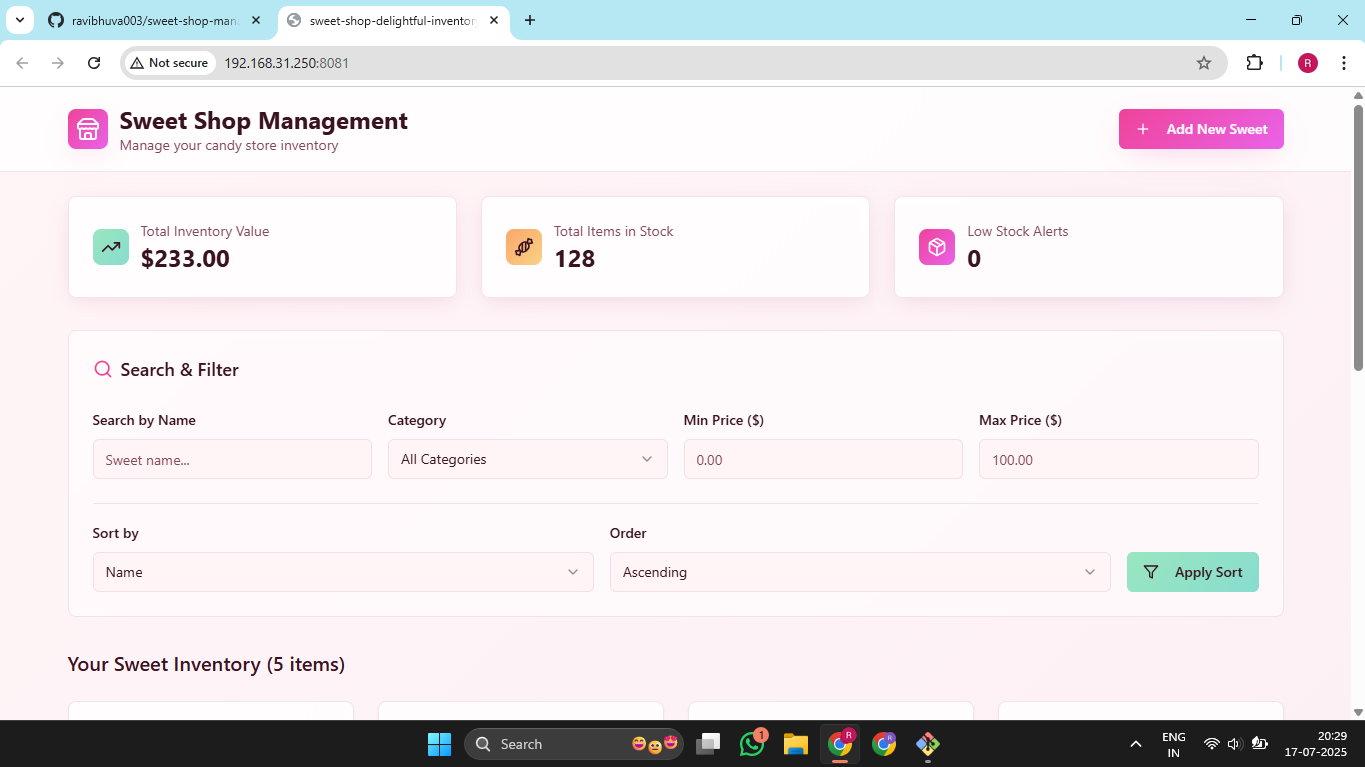 ravibhuva003/sweet-shop-man
sweet-shop-delightful-inventor
Not secure 192.168.31.250:8081
R
Sweet Shop Management
Manage your candy store inventory
Add New Sweet
Total Inventory Value
$233.00
Total Items in Stock
128
Low Stock Alerts
0
Search & Filter
Search by Name Category Min Price ($) Max Price ($)
Sweet name... All Categories 0.00 100.00
Sort by Order
Name Ascending Apply Sort
Your Sweet Inventory (5 items)
Search
1
R
ENG
IN
20:29
17-07-2025